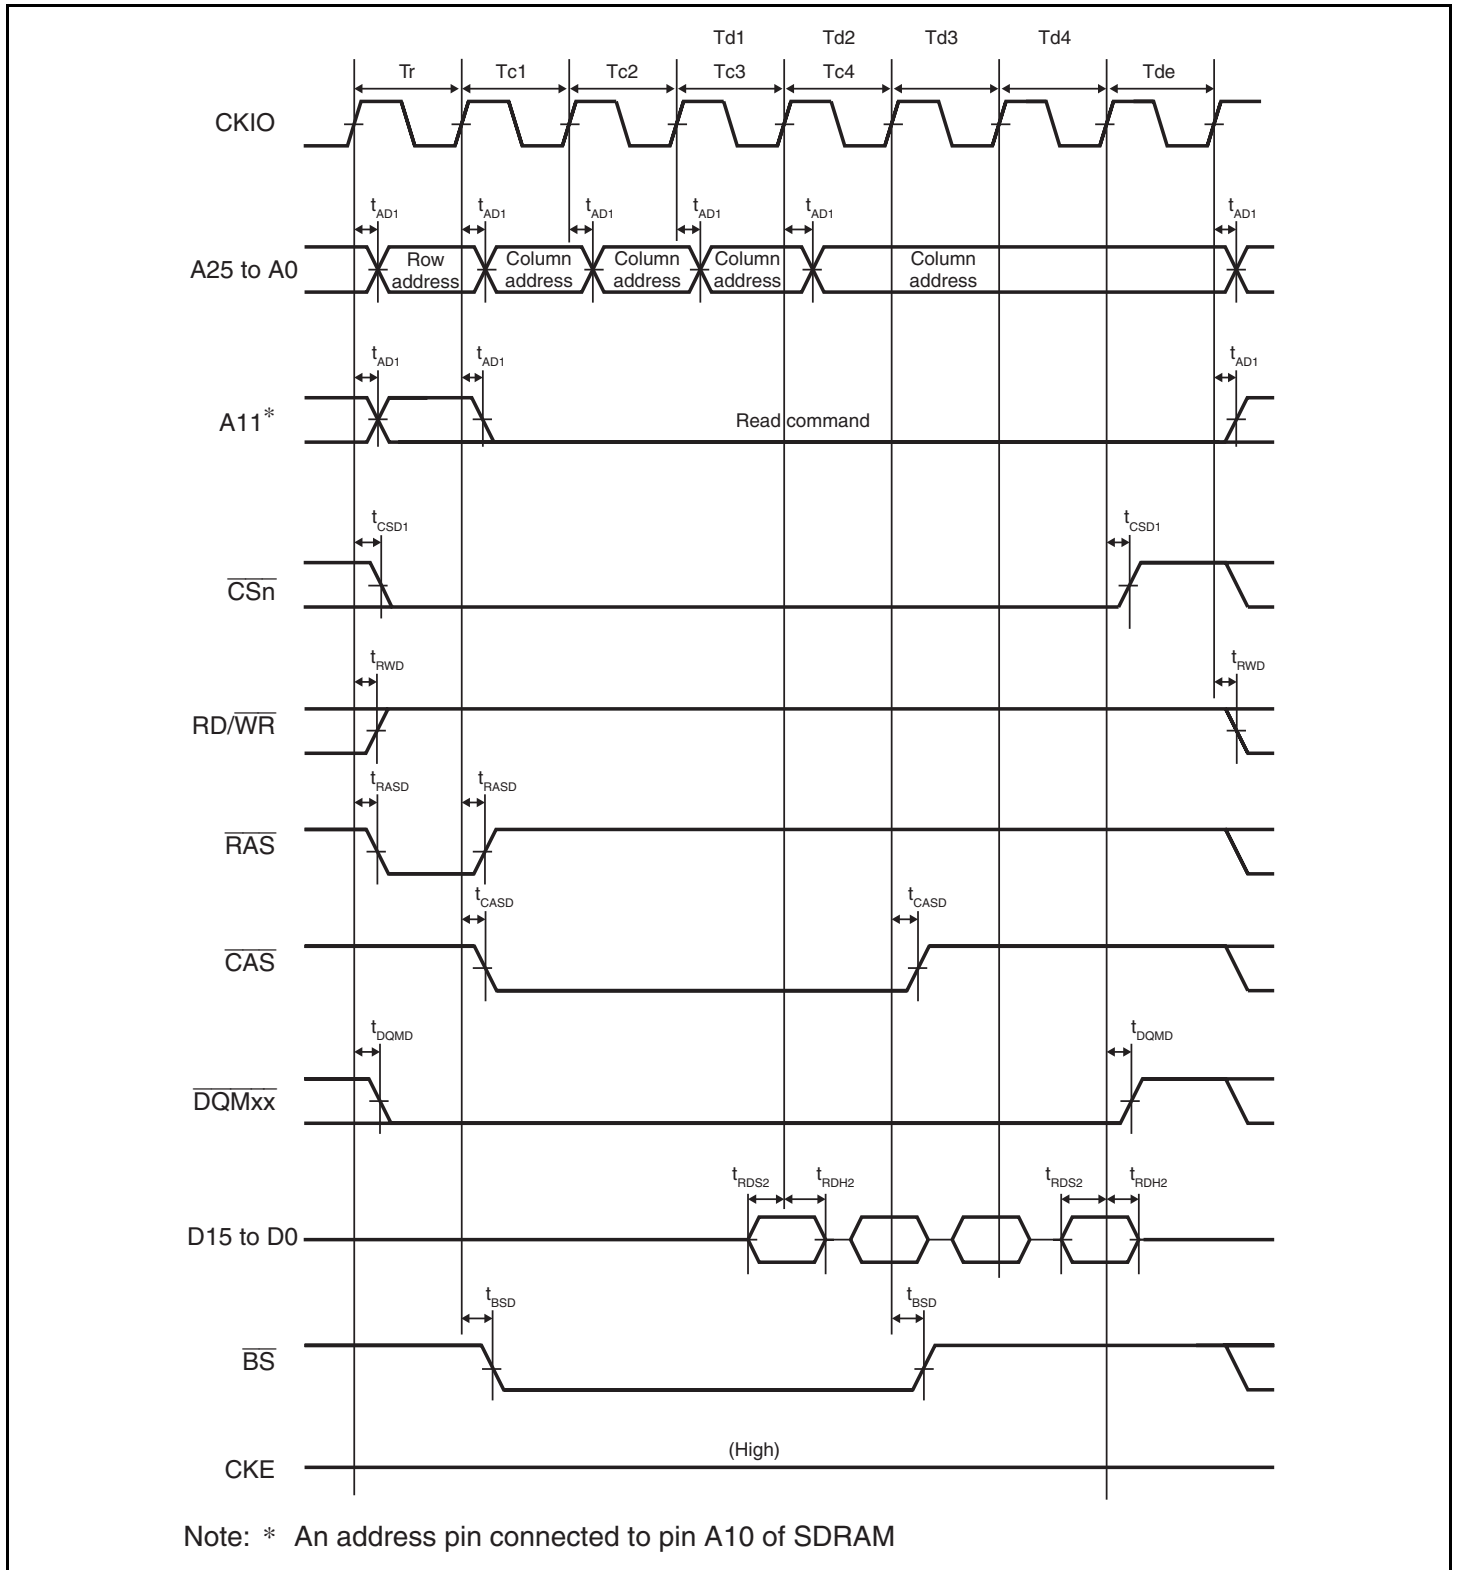 Td1 Td2 Td3 Td4
Tr Tc1 Tc2 Tc3 Tc4 Tde
CKIO
tAD1 tAD1 tAD1 tAD1 tAD1 tAD1
A25 to A0
Row address
Column address
Column address
Column address
Column address
tAD1 tAD1 tAD1
A11*
Read command
tCSD1 tCSD1
CSn
tRWD tRWD
RD/WR
tRASD tRASD
RAS
tCASD tCASD
CAS
tDQMD tDQMD
DQMxx
tRDS2 tRDH2 tRDS2 tRDH2
D15 to D0
tBSD tBSD
BS
(High)
CKE
Note: * An address pin connected to pin A10 of SDRAM